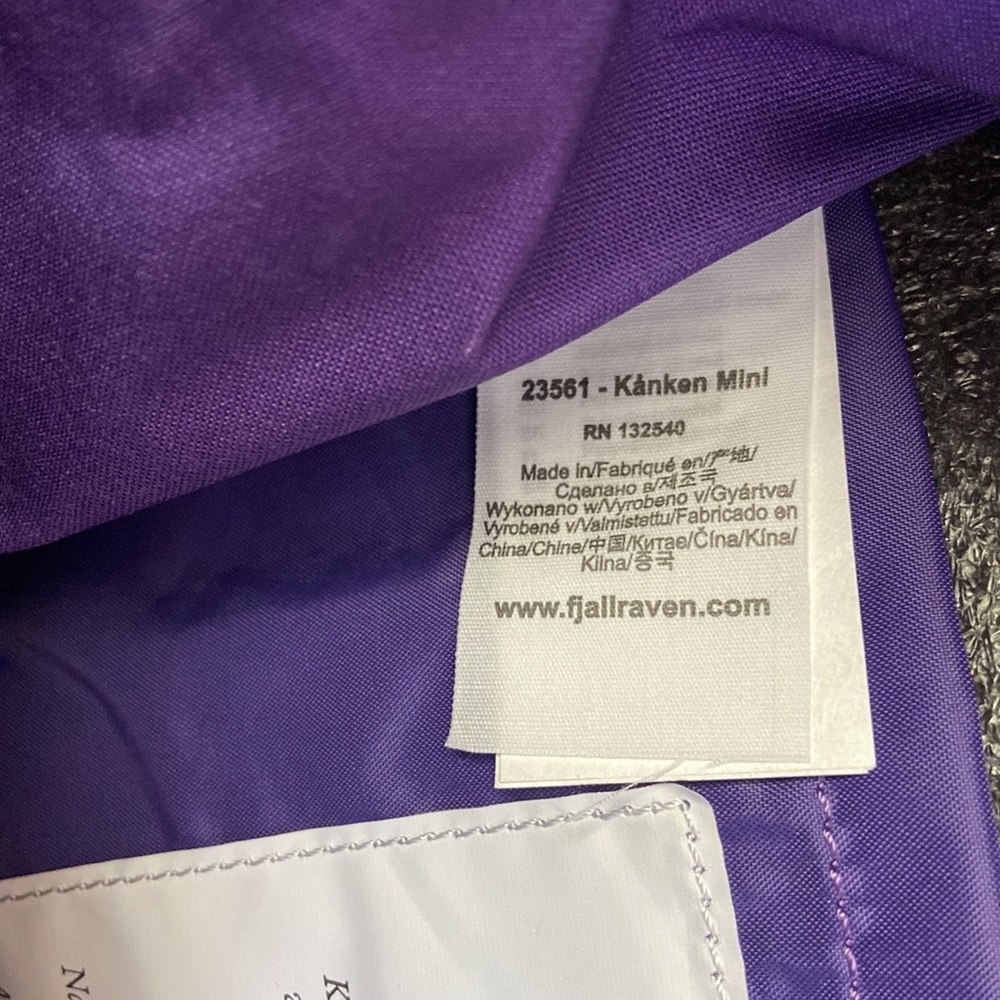 23561 - Kånken Mini
RN 132540
Made in/Fabriqué en/产地/
Сделано в/제조국
Wykonano w/Vyrobeno v/Gyártva/
Vyrobené v/Valmistettu/Fabricado en
China/Chine/中国/Китае/Čína/Kína/
Kiina/중국
www.fjallraven.com